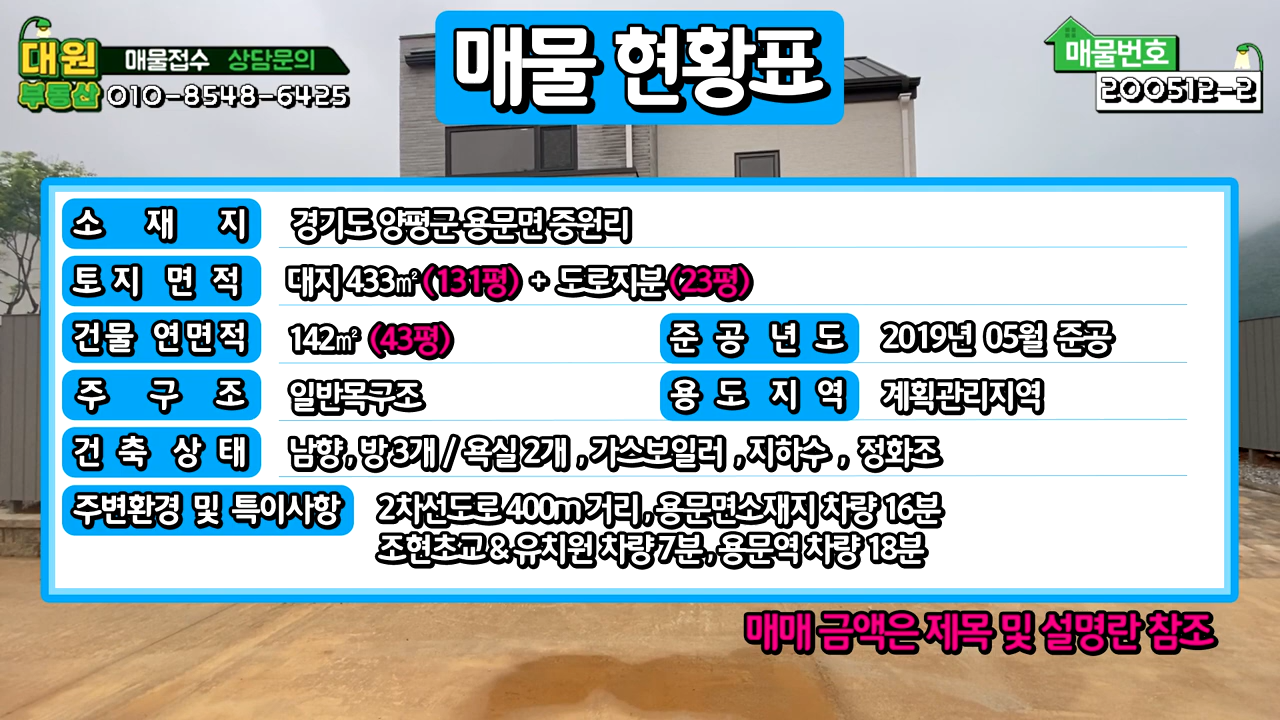 대원 매물접수 상담문의
부동산 010-8548-6425
매물 현황표
매물번호
200512-2
소재지 경기도 양평군 용문면 중원리
토지면적 대지 433㎡(131평) + 도로지분(23평)
건물 연면적 142㎡ (43평) 준공년도 2019년 05월 준공
주구조 일반목구조 용도지역 계획관리지역
건축상태 남향, 방 3개 / 욕실 2개 , 가스보일러 , 지하수 , 정화조
주변환경 및 특이사항 2차선도로 400m 거리, 용문면소재지 차량 16분
조현초교 & 유치원 차량 7분, 용문역 차량 18분
매매 금액은 제목 및 설명란 참조